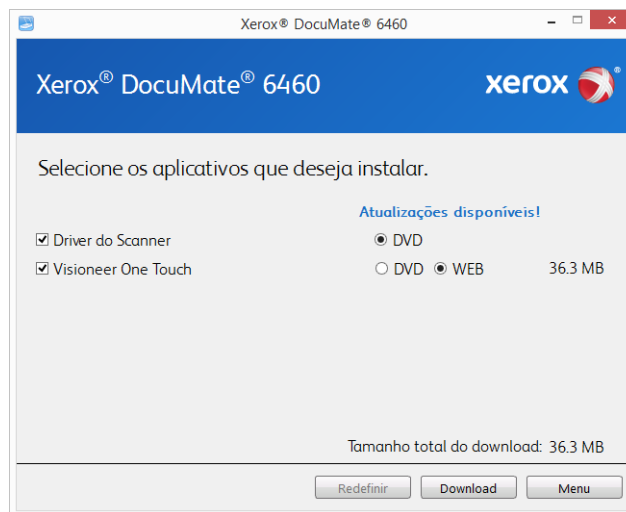 Xerox® DocuMate® 6460
Xerox® DocuMate® 6460
xerox ®
Selecione os aplicativos que deseja instalar.
Atualizações disponíveis!
Driver do Scanner DVD
Visioneer One Touch DVD WEB 36.3 MB
Tamanho total do download: 36.3 MB
Redefinir Download Menu